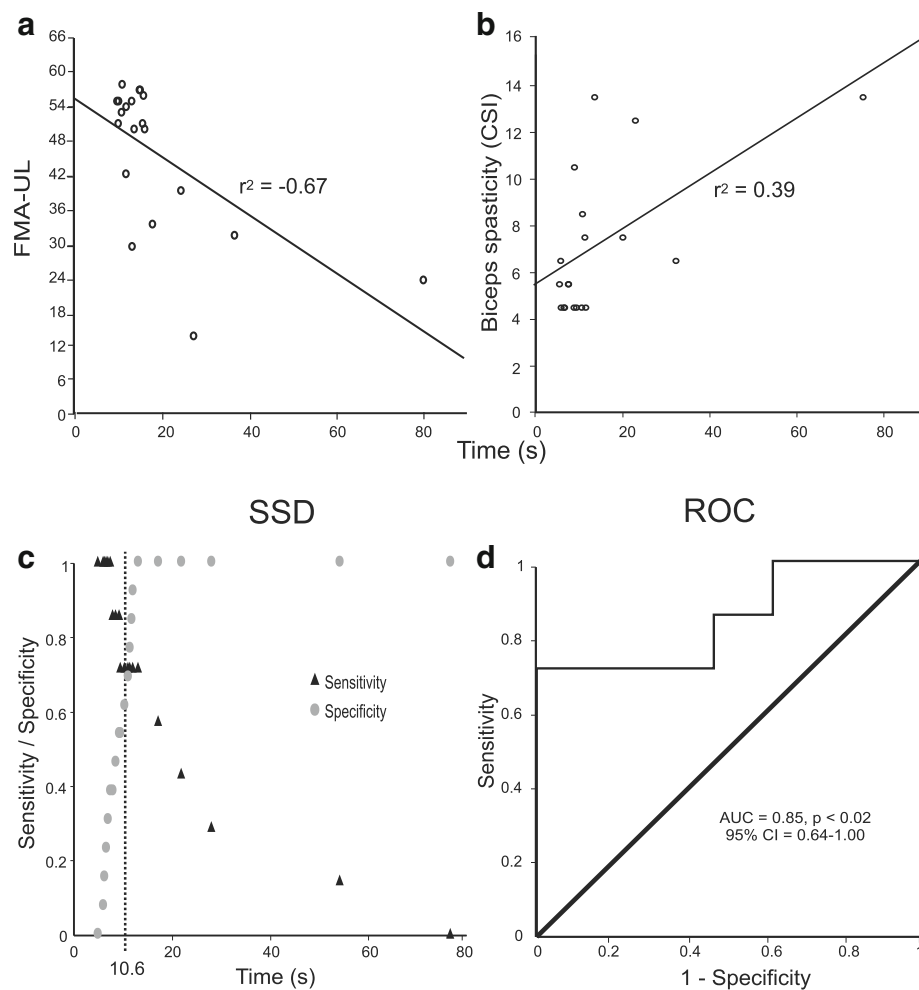 a
66
60
54
48
42
36
30
24
18
12
6
0
FMA-UL
r2 = -0.67
0
20
40
60
80
b
16
14
12
10
8
6
4
2
0
Biceps spasticity (CSI)
r2 = 0.39
0
20
40
60
80
Time (s)
SSD
c
1
0.8
0.6
0.4
0.2
0
Sensitivity / Specificity
Sensitivity
Specificity
0
20
40
60
80
10.6
Time (s)
ROC
d
1
0.8
0.6
0.4
0.2
0
Sensitivity
AUC = 0.85, p < 0.02
95% CI = 0.64-1.00
0
0.2
0.4
0.6
0.8
1
1 - Specificity